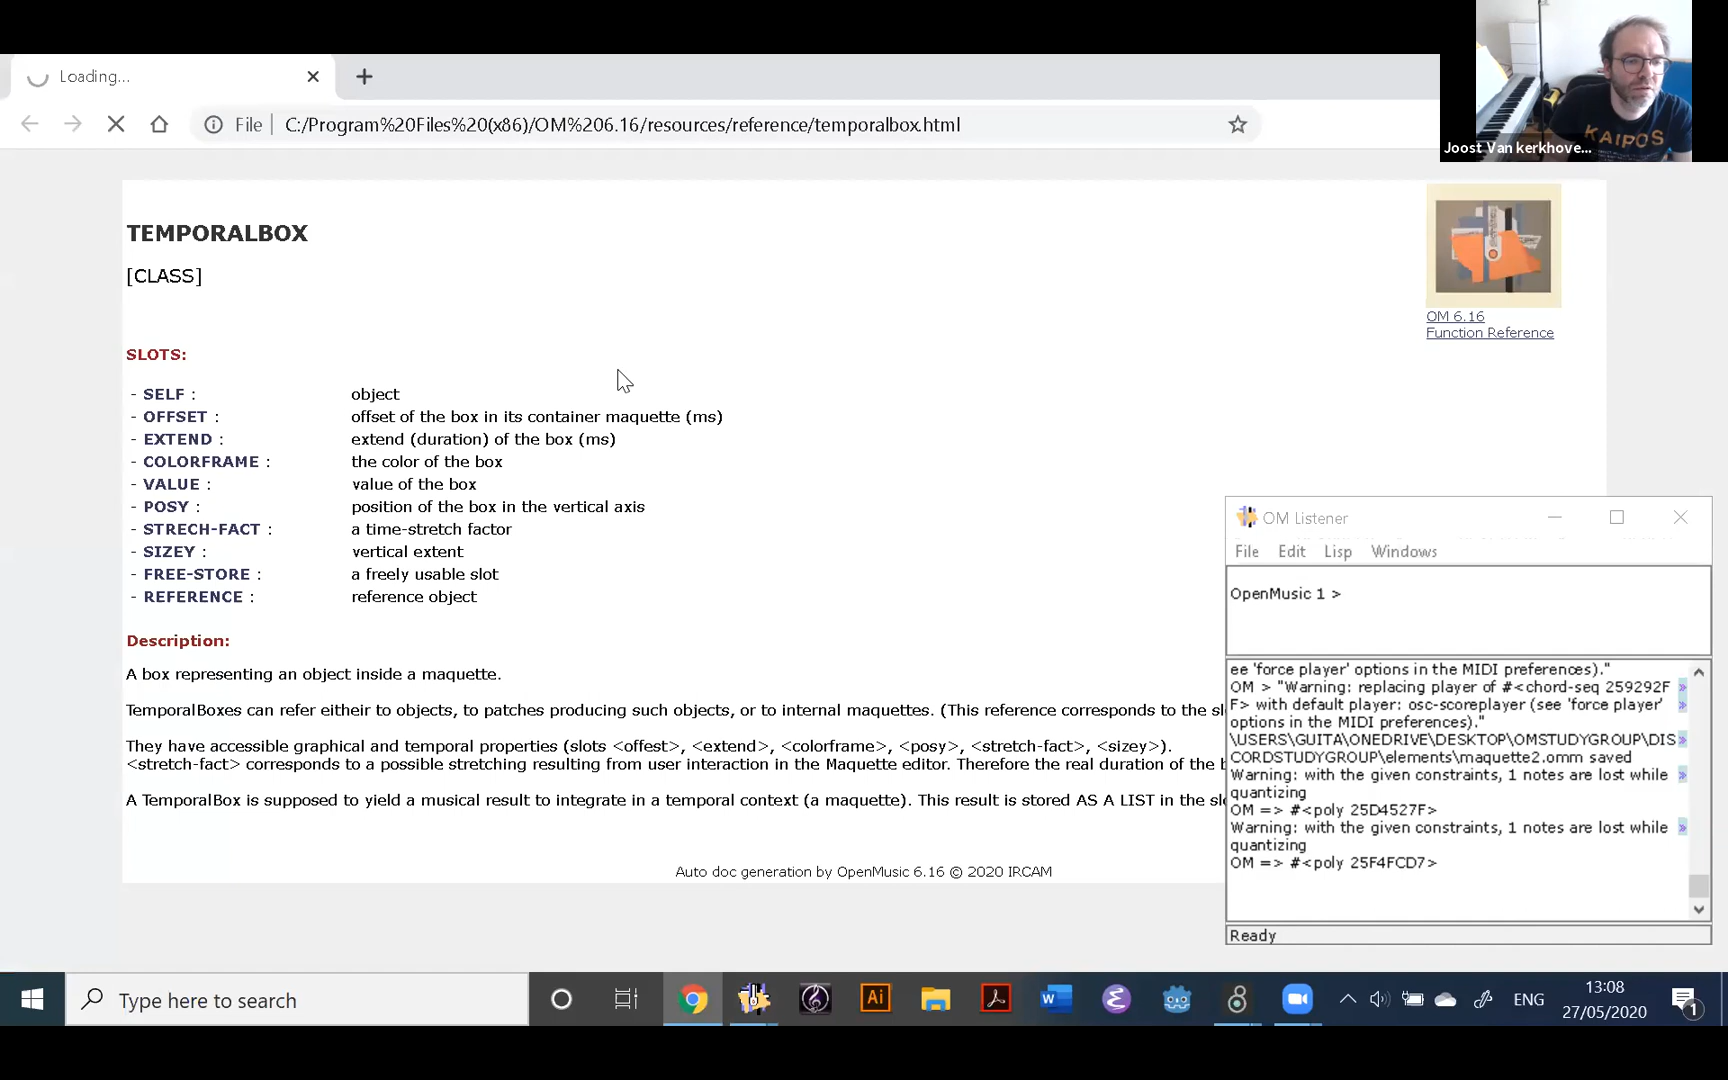 Loading...
File
C:/Program%20Files%20(x86)/OM%206.16/resources/reference/temporalbox.html
KAIPOS
Joost Van kerkhove...
TEMPORALBOX
[CLASS]
OM 6.16
Function Reference
SLOTS:
- SELF : object
- OFFSET : offset of the box in its container maquette (ms)
- EXTEND : extend (duration) of the box (ms)
- COLORFRAME : the color of the box
- VALUE : value of the box
- POSY : position of the box in the vertical axis
- STRECH-FACT : a time-stretch factor
- SIZEY : vertical extent
- FREE-STORE : a freely usable slot
- REFERENCE : reference object
Description:
A box representing an object inside a maquette.
TemporalBoxes can refer eitheir to objects, to patches producing such objects, or to internal maquettes. (This reference corresponds to the slo
They have accessible graphical and temporal properties (slots <offest>, <extend>, <colorframe>, <posy>, <stretch-fact>, <sizey>).
<stretch-fact> corresponds to a possible stretching resulting from user interaction in the Maquette editor. Therefore the real duration of the b
A TemporalBox is supposed to yield a musical result to integrate in a temporal context (a maquette). This result is stored AS A LIST in the slo
Auto doc generation by OpenMusic 6.16 © 2020 IRCAM
OM Listener
File Edit Lisp Windows
OpenMusic 1 >
ee 'force player' options in the MIDI preferences)."
OM > "Warning: replacing player of #<chord-seq 259292F
F> with default player: osc-scoreplayer (see 'force player'
options in the MIDI preferences)."
\USERS\GUITA\ONEDRIVE\DESKTOP\OMSTUDYGROUP\DIS
CORDSTUDYGROUP\elements\maquette2.omm saved
Warning: with the given constraints, 1 notes are lost while
quantizing
OM => #<poly 25D4527F>
Warning: with the given constraints, 1 notes are lost while
quantizing
OM => #<poly 25F4FCD7>
Ready
Type here to search
Ai
W
ENG
13:08
27/05/2020
1